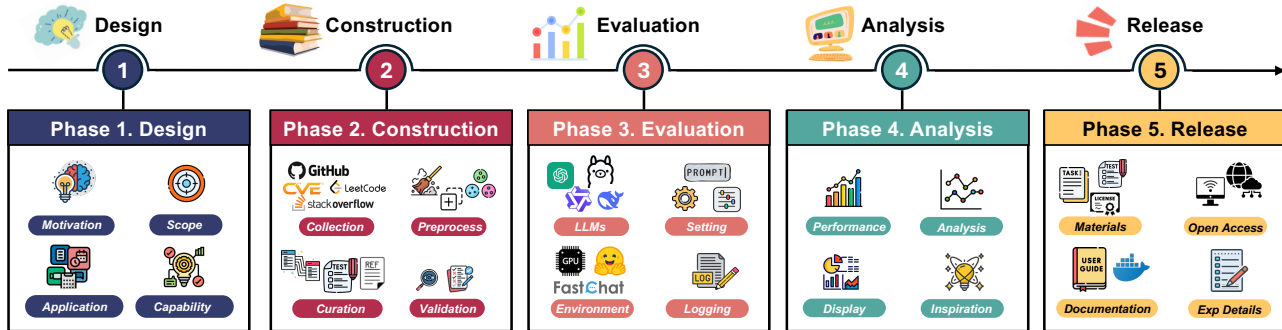 Design
Construction
Evaluation
Analysis
Release
1
2
3
4
5
Phase 1. Design
Motivation
Scope
Application
Capability
Phase 2. Construction
GitHub
CVE
LeetCode
stackoverflow
Collection
Preprocess
TEST
REF
Curation
Validation
Phase 3. Evaluation
PROMPT
LLMs
Setting
GPU
FastChat
LOG
Environment
Logging
Phase 4. Analysis
Performance
Analysis
Display
Inspiration
Phase 5. Release
TASK:
TEST
LICENSE
Materials
Open Access
USER
GUIDE
Documentation
Exp Details